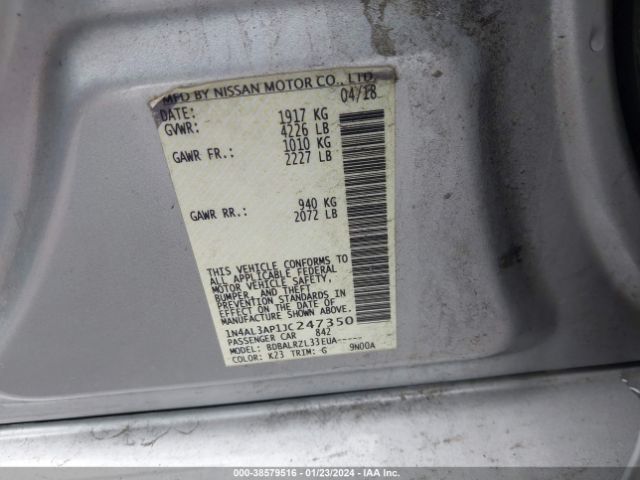 MFD BY NISSAN MOTOR CO., LTD.
DATE: 04/18
GVWR: 1917 KG
4226 LB
GAWR FR.: 1010 KG
2227 LB
GAWR RR.: 940 KG
2072 LB
THIS VEHICLE CONFORMS TO
ALL APPLICABLE FEDERAL
MOTOR VEHICLE SAFETY,
BUMPER, AND THEFT
PREVENTION STANDARDS IN
EFFECT ON THE DATE OF
MANUFACTURE SHOWN ABOVE.
1N4AL3AP1JC247350
PASSENGER CAR 842
MODEL: BDBALRZL33EUA-----
COLOR: K23 TRIM: G 9N00A
000-38579516 - 01/23/2024 - IAA Inc.